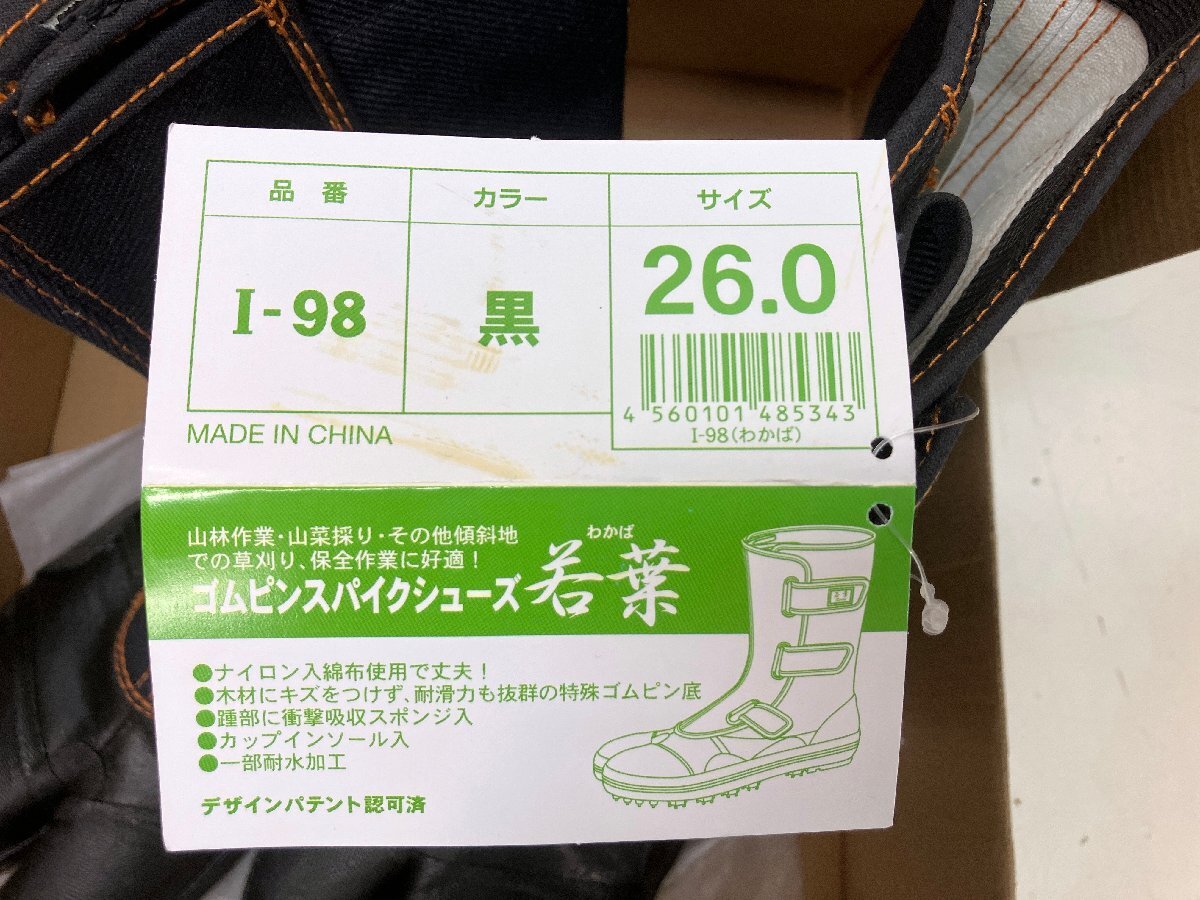 品番
カラー
サイズ
I-98
黒
26.0
4 560101 485343
I-98(わかば)
MADE IN CHINA
山林作業・山菜採り・その他傾斜地
での草刈り、保全作業に好適！
わかば
ゴムピンスパイクシューズ若葉
●ナイロン入綿布使用で丈夫！
●木材にキズをつけず、耐滑力も抜群の特殊ゴムピン底
●踵部に衝撃吸収スポンジ入
●カップインソール入
●一部耐水加工
デザインパテント認可済